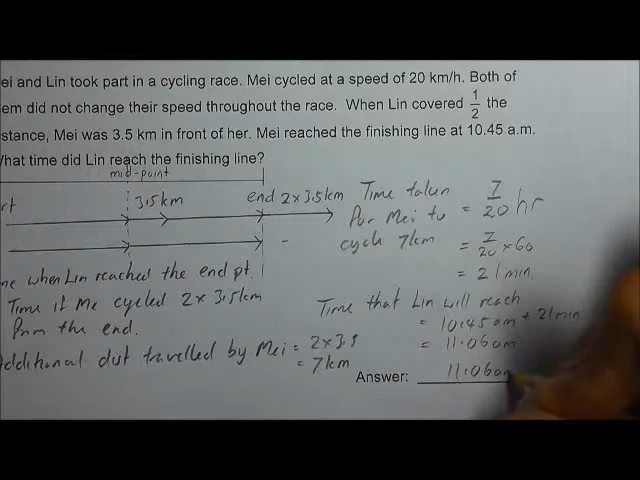 ei and Lin took part in a cycling race. Mei cycled at a speed of 20 km/h. Both of
em did not change their speed throughout the race. When Lin covered 1/2 the
stance, Mei was 3.5 km in front of her. Mei reached the finishing line at 10.45 a.m.
hat time did Lin reach the finishing line?
mid-point
rt
3.5km
end 2 x 3.5km
me when Lin reached the end pt.
Time if Me cycled 2 x 3.5km
from the end.
Additional dist travelled by Mei = 2 x 3.5
= 7km
Time taken
for Mei to
cycle 7km
= 7/20 hr
= 7/20 x 60
= 21 min
Time that Lin will reach
= 10.45am + 21min
= 11.06am
Answer: 11.06am